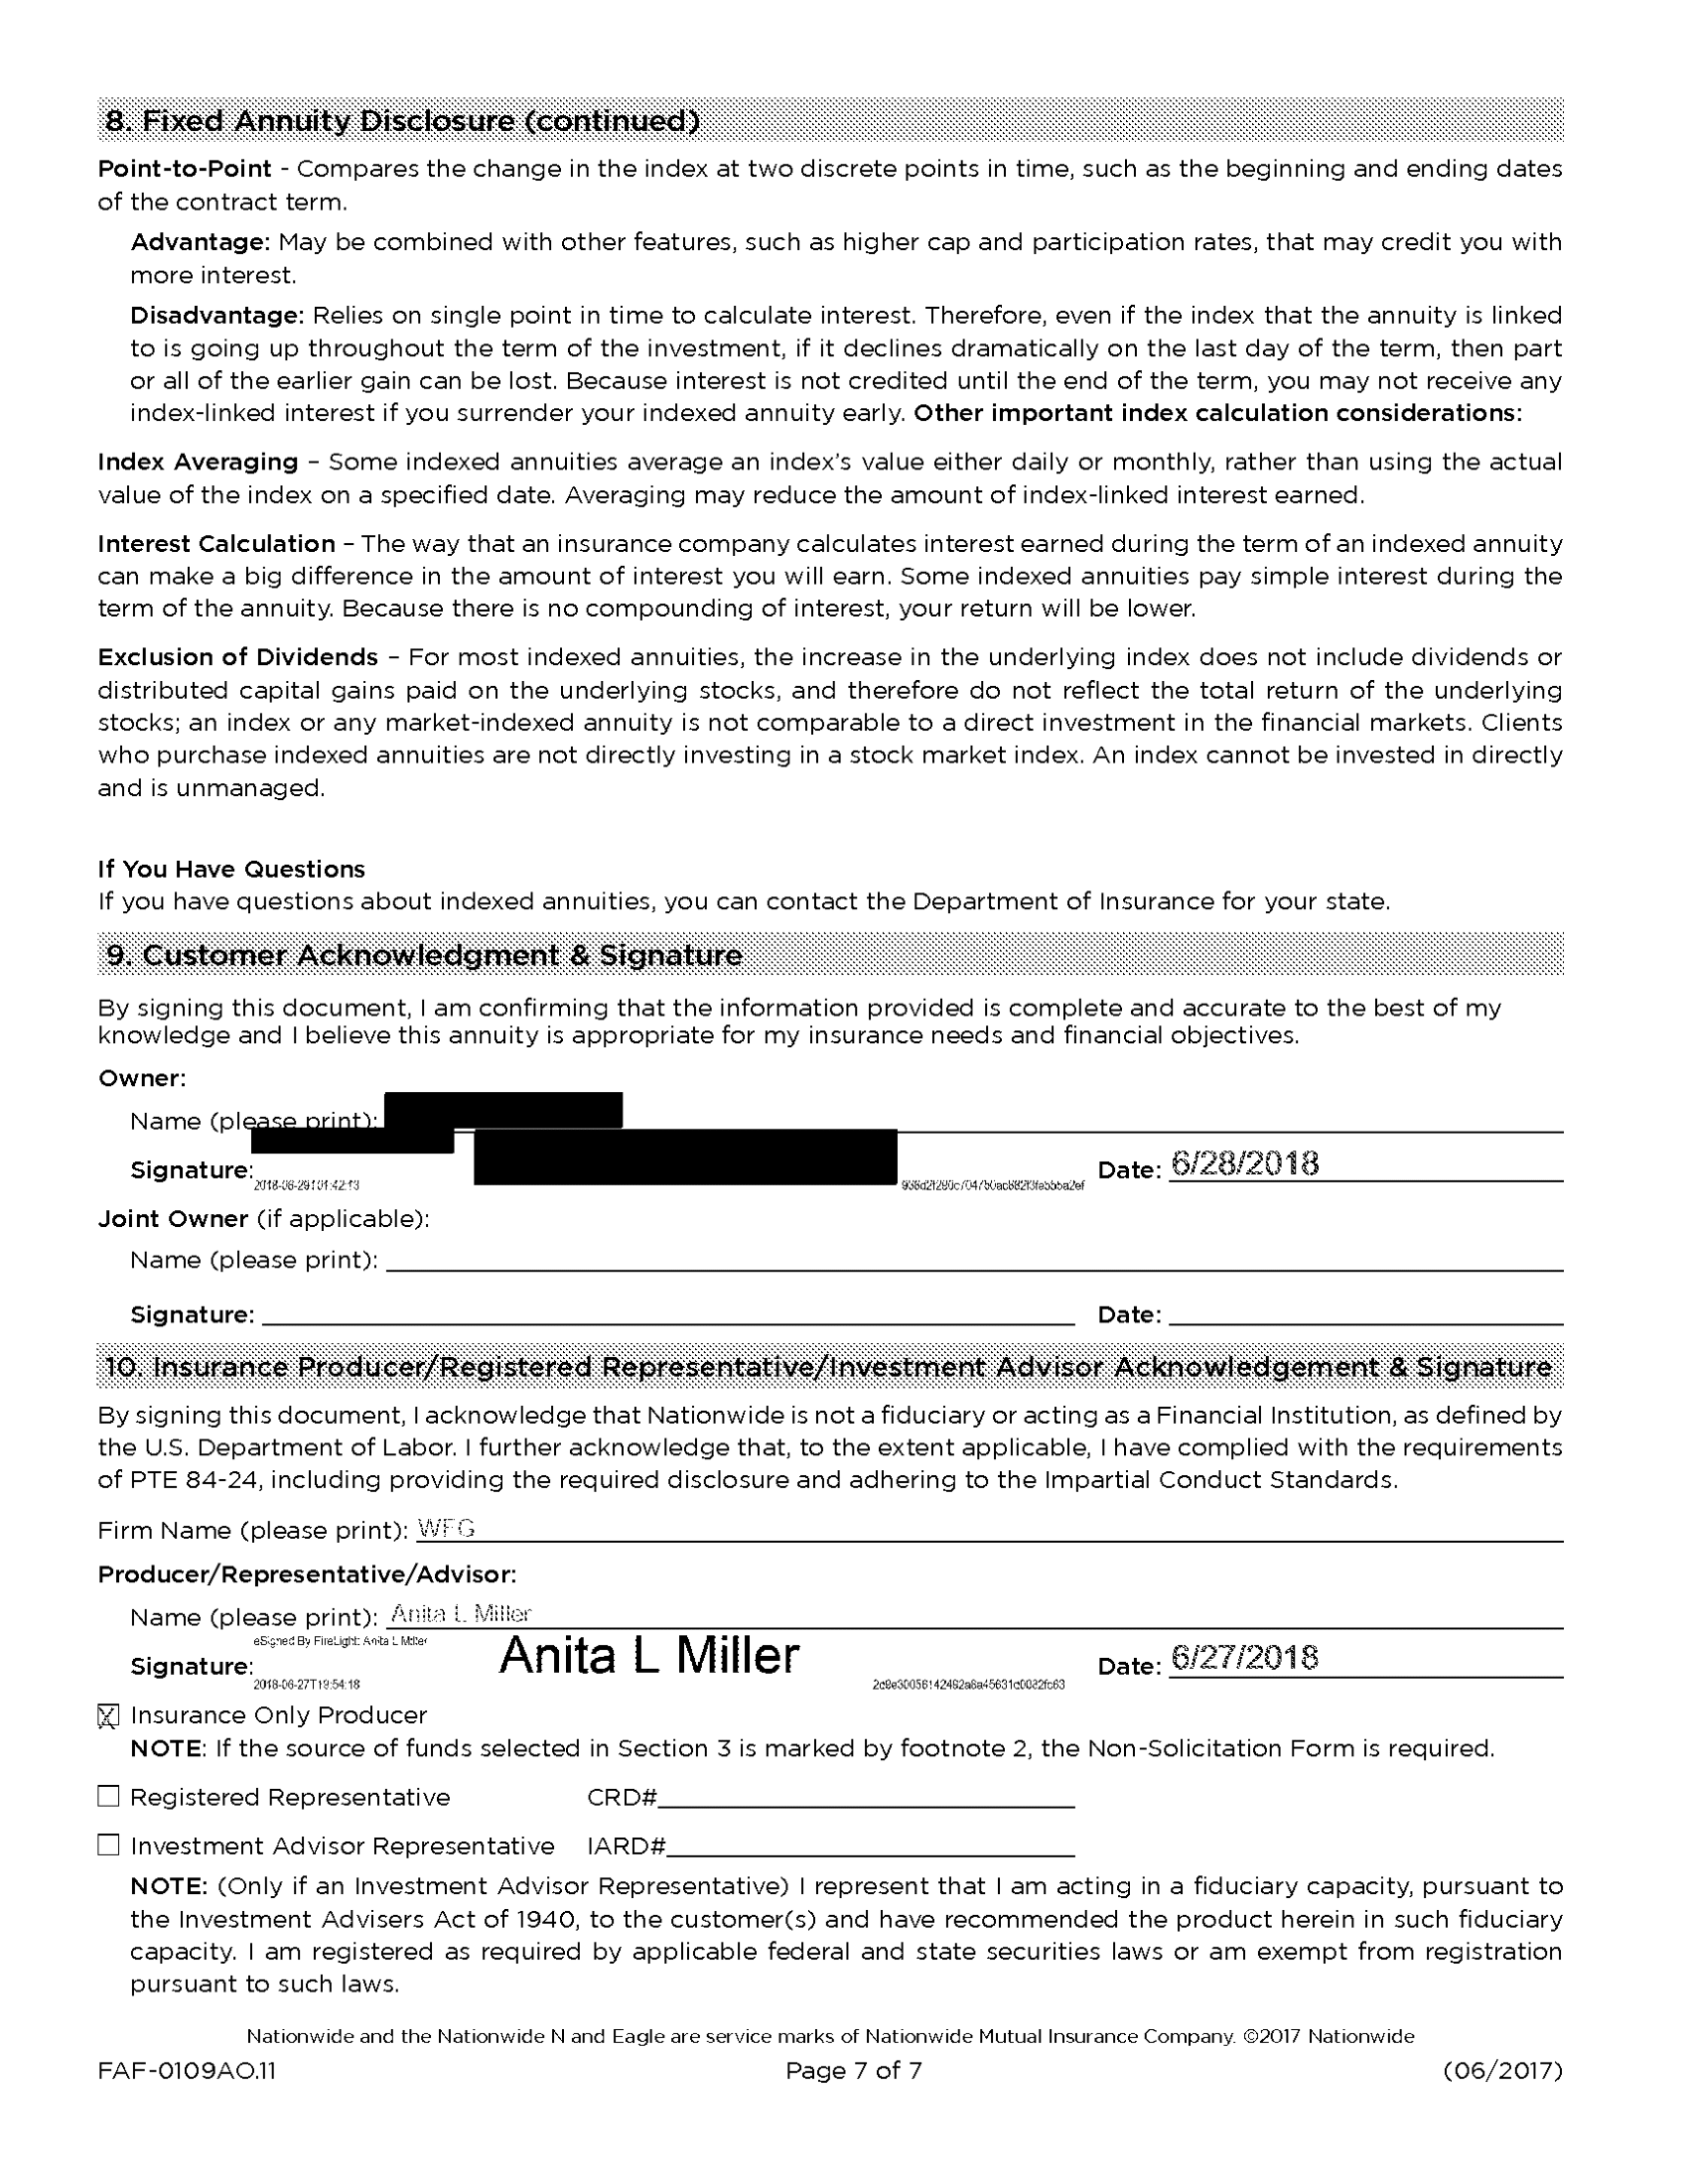 8. Fixed Annuity Disclosure (continued)
Point-to-Point - Compares the change in the index at two discrete points in time, such as the beginning and ending dates
of the contract term.
Advantage: May be combined with other features, such as higher cap and participation rates, that may credit you with
more interest.
Disadvantage: Relies on single point in time to calculate interest. Therefore, even if the index that the annuity is linked
to is going up throughout the term of the investment, if it declines dramatically on the last day of the term, then part
or all of the earlier gain can be lost. Because interest is not credited until the end of the term, you may not receive any
index-linked interest if you surrender your indexed annuity early. Other important index calculation considerations:
Index Averaging – Some indexed annuities average an index's value either daily or monthly, rather than using the actual
value of the index on a specified date. Averaging may reduce the amount of index-linked interest earned.
Interest Calculation – The way that an insurance company calculates interest earned during the term of an indexed annuity
can make a big difference in the amount of interest you will earn. Some indexed annuities pay simple interest during the
term of the annuity. Because there is no compounding of interest, your return will be lower.
Exclusion of Dividends – For most indexed annuities, the increase in the underlying index does not include dividends or
distributed capital gains paid on the underlying stocks, and therefore do not reflect the total return of the underlying
stocks; an index or any market-indexed annuity is not comparable to a direct investment in the financial markets. Clients
who purchase indexed annuities are not directly investing in a stock market index. An index cannot be invested in directly
and is unmanaged.
If You Have Questions
If you have questions about indexed annuities, you can contact the Department of Insurance for your state.
9. Customer Acknowledgment & Signature
By signing this document, I am confirming that the information provided is complete and accurate to the best of my
knowledge and I believe this annuity is appropriate for my insurance needs and financial objectives.
Owner:
Name (please print):
Signature: Date: 6/28/2018
Joint Owner (if applicable):
Name (please print):
Signature: Date:
10. Insurance Producer/Registered Representative/Investment Advisor Acknowledgement & Signature
By signing this document, I acknowledge that Nationwide is not a fiduciary or acting as a Financial Institution, as defined by
the U.S. Department of Labor. I further acknowledge that, to the extent applicable, I have complied with the requirements
of PTE 84-24, including providing the required disclosure and adhering to the Impartial Conduct Standards.
Firm Name (please print): WFG
Producer/Representative/Advisor:
Name (please print): Anita L Miller
eSigned By FireLight: Anita L Miller
Signature: Anita L Miller Date: 6/27/2018
2018-06-27T19:54:18
Insurance Only Producer
NOTE: If the source of funds selected in Section 3 is marked by footnote 2, the Non-Solicitation Form is required.
Registered Representative CRD#
Investment Advisor Representative IARD#
NOTE: (Only if an Investment Advisor Representative) I represent that I am acting in a fiduciary capacity, pursuant to
the Investment Advisers Act of 1940, to the customer(s) and have recommended the product herein in such fiduciary
capacity. I am registered as required by applicable federal and state securities laws or am exempt from registration
pursuant to such laws.
Nationwide and the Nationwide N and Eagle are service marks of Nationwide Mutual Insurance Company. ©2017 Nationwide
FAF-0109AO.11 Page 7 of 7 (06/2017)